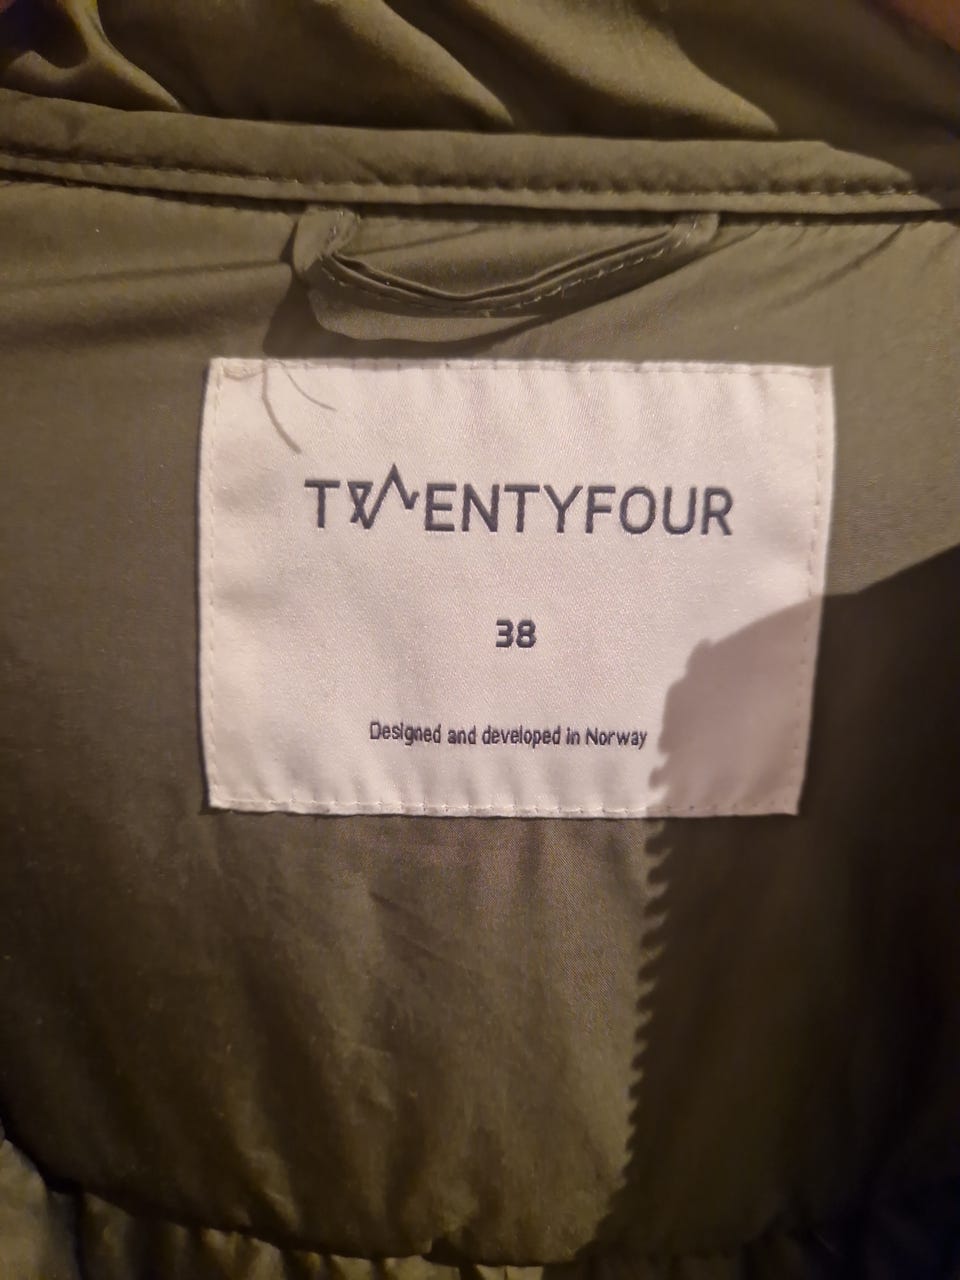 TWENTYFOUR
38
Designed and developed in Norway